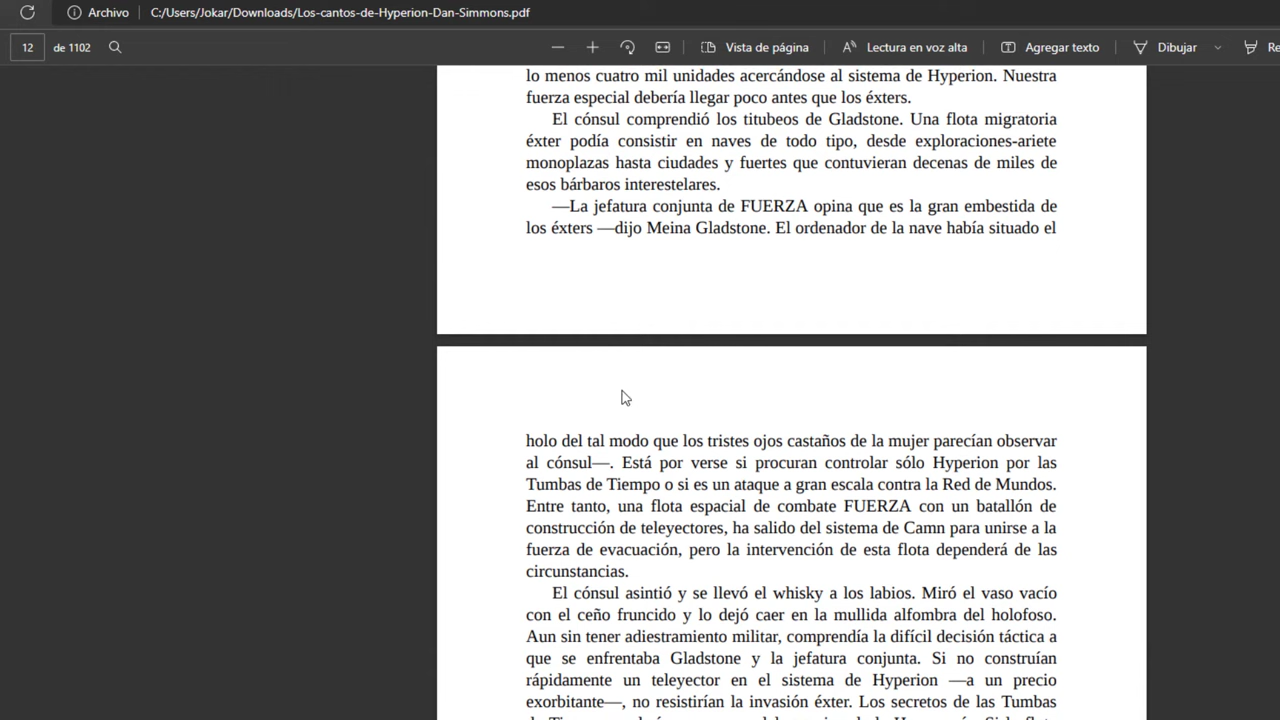 Archivo C:/Users/Jokar/Downloads/Los-cantos-de-Hyperion-Dan-Simmons.pdf
12 de 1102 Vista de página Lectura en voz alta Agregar texto Dibujar Re
lo menos cuatro mil unidades acercándose al sistema de Hyperion. Nuestra
fuerza especial debería llegar poco antes que los éxters.
El cónsul comprendió los titubeos de Gladstone. Una flota migratoria
éxter podía consistir en naves de todo tipo, desde exploraciones-ariete
monoplazas hasta ciudades y fuertes que contuvieran decenas de miles de
esos bárbaros interestelares.
—La jefatura conjunta de FUERZA opina que es la gran embestida de
los éxters —dijo Meina Gladstone. El ordenador de la nave había situado el
holo del tal modo que los tristes ojos castaños de la mujer parecían observar
al cónsul—. Está por verse si procuran controlar sólo Hyperion por las
Tumbas de Tiempo o si es un ataque a gran escala contra la Red de Mundos.
Entre tanto, una flota espacial de combate FUERZA con un batallón de
construcción de teleyectores, ha salido del sistema de Camn para unirse a la
fuerza de evacuación, pero la intervención de esta flota dependerá de las
circunstancias.
El cónsul asintió y se llevó el whisky a los labios. Miró el vaso vacío
con el ceño fruncido y lo dejó caer en la mullida alfombra del holofoso.
Aun sin tener adiestramiento militar, comprendía la difícil decisión táctica a
que se enfrentaba Gladstone y la jefatura conjunta. Si no construían
rápidamente un teleyector en el sistema de Hyperion —a un precio
exorbitante—, no resistirían la invasión éxter. Los secretos de las Tumbas